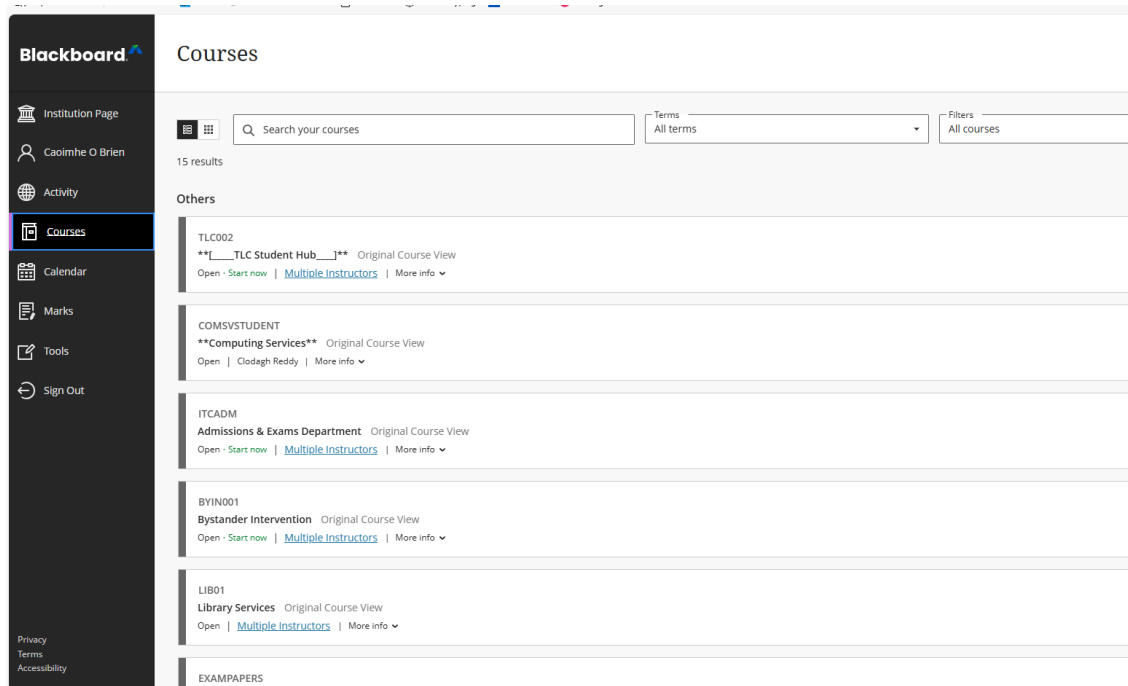 Blackboard
Courses
Institution Page
Caoimhe O Brien
Activity
Courses
Calendar
Marks
Tools
Sign Out
Privacy
Terms
Accessibility
Search your courses
Terms
All terms
Filters
All courses
15 results
Others
TLC002
**[____TLC Student Hub___]** Original Course View
Open · Start now | Multiple Instructors | More info
COMSVSTUDENT
**Computing Services** Original Course View
Open | Clodagh Reddy | More info
ITCADM
Admissions & Exams Department Original Course View
Open · Start now | Multiple Instructors | More info
BYIN001
Bystander Intervention Original Course View
Open · Start now | Multiple Instructors | More info
LIB01
Library Services Original Course View
Open | Multiple Instructors | More info
EXAMPAPERS